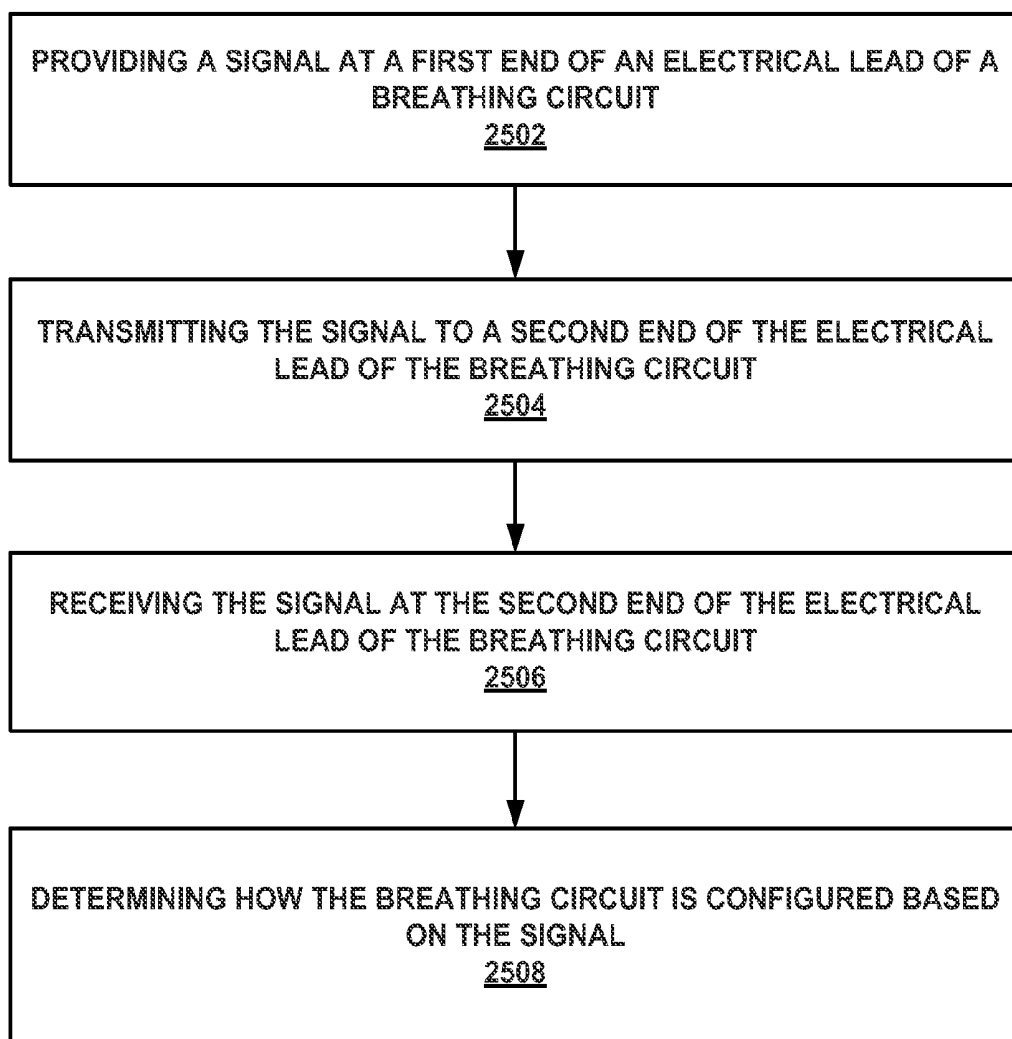 PROVIDING A SIGNAL AT A FIRST END OF AN ELECTRICAL LEAD OF A
BREATHING CIRCUIT
2502
TRANSMITTING THE SIGNAL TO A SECOND END OF THE ELECTRICAL
LEAD OF THE BREATHING CIRCUIT
2504
RECEIVING THE SIGNAL AT THE SECOND END OF THE ELECTRICAL
LEAD OF THE BREATHING CIRCUIT
2506
DETERMINING HOW THE BREATHING CIRCUIT IS CONFIGURED BASED
ON THE SIGNAL
2508